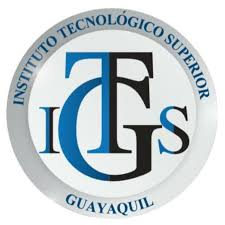 INSTITUTO TECNOLÓGICO SUPERIOR
ITGS
GUAYAQUIL